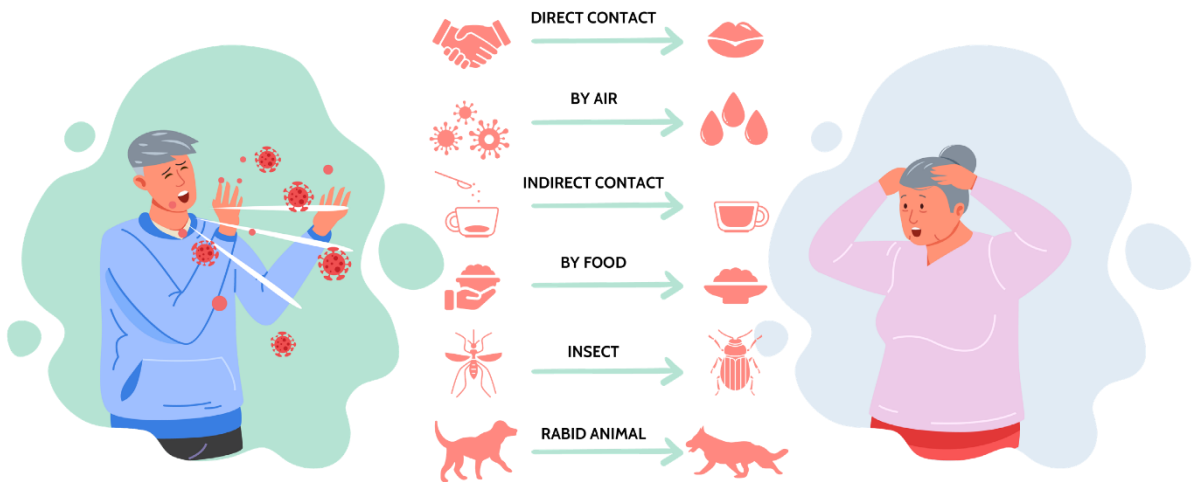 DIRECT CONTACT
BY AIR
INDIRECT CONTACT
BY FOOD
INSECT
RABID ANIMAL